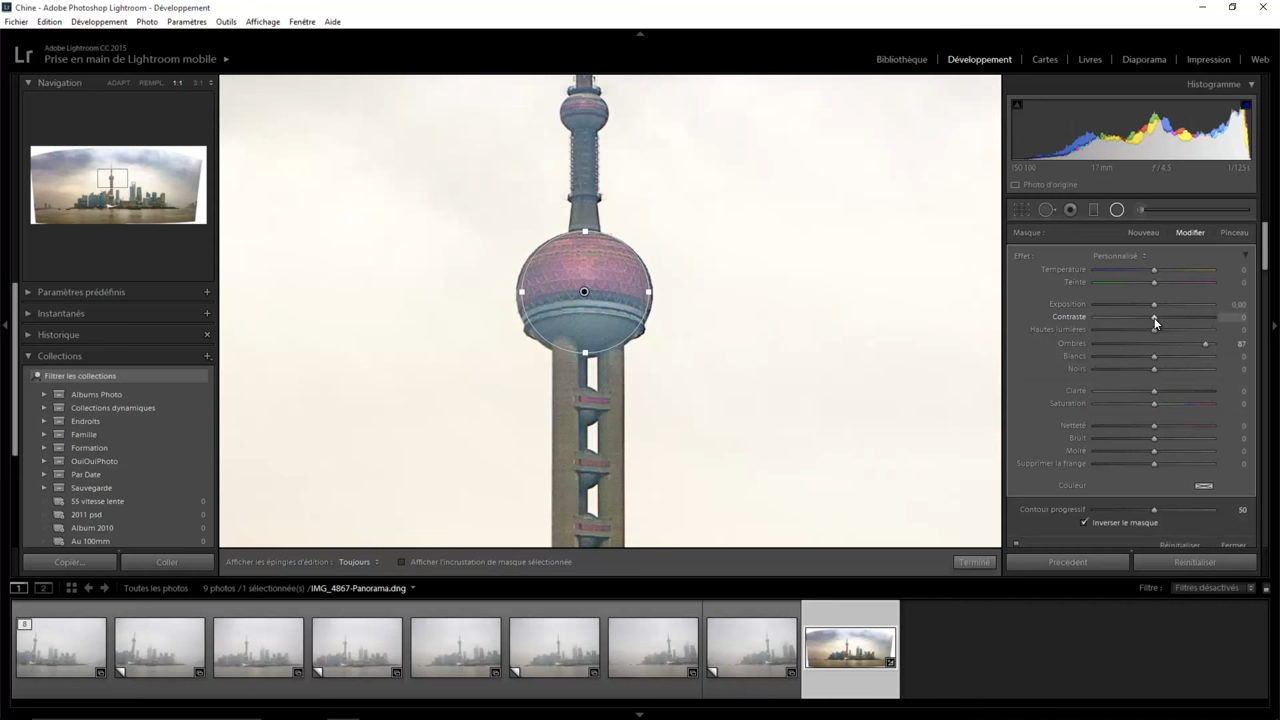 Chine - Adobe Photoshop Lightroom - Développement
Fichier Edition Développement Photo Paramètres Outils Affichage Fenêtre Aide
Lr
Adobe Lightroom CC 2015
Prise en main de Lightroom mobile
Bibliothèque Développement Cartes Livres Impression Diaporama Web
Navigation ADAPT. REMPL. 1:1 3:1
Paramètres prédéfinis
Instantanés
Historique
Collections
Filtrer les collections
Albums Photo
Collections dynamiques
Endroits
Famille
Formation
OuiOuiPhoto
Par Date
Sauvegarde
55 vitesse lente 0
2011 psd 0
Album 2010 0
Au 100mm 0
Copier... Coller
Afficher les épingles d'édition : Toujours Afficher l'incrustation de masque sélectionnée Terminé
Histogramme
ISO 100 17 mm ƒ / 4,5 1/125 s
Photo d'origine
Masque : Nouveau Modifier Pinceau
Effet : Personnalisé
Température 0
Teinte 0
Exposition 0,00
Contraste 0
Hautes lumières 0
Ombres 87
Blancs 0
Noirs 0
Clarté 0
Saturation 0
Netteté 0
Bruit 0
Moiré 0
Supprimer la frange 0
Couleur
Contour progressif 50
Inverser le masque
Réinitialiser Fermer
Précédent Réinitialiser
1 2 Toutes les photos 9 photos /1 sélectionnée(s) /IMG_4867-Panorama.dng Filtre : Filtres désactivés
8